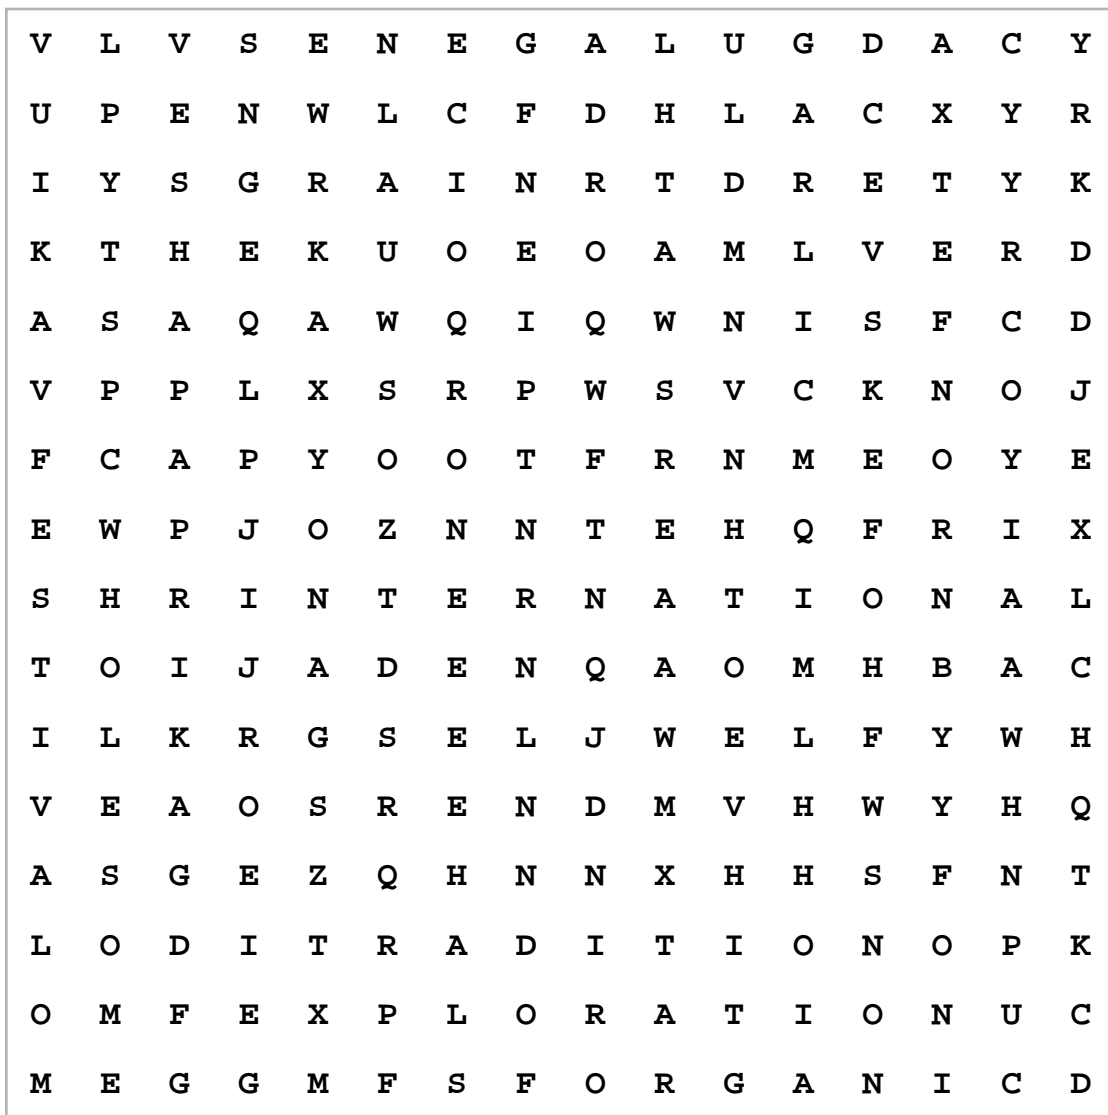 V L V S E N E G A L U G D A C Y
U P E N W L C F D H L A C X Y R
I Y S G R A I N R T D R E T Y K
K T H E K U O E O A M L V E R D
A S A Q A W Q I Q W N I S F C D
V P P L X S R P W S V C K N O J
F C A P Y O O T F R N M E O Y E
E W P J O Z N N T E H Q F R I X
S H R I N T E R N A T I O N A L
T O I J A D E N Q A O M H B A C
I L K R G S E L J W E L F Y W H
V E A O S R E N D M V H W Y H Q
A S G E Z Q H N N X H H S F N T
L O D I T R A D I T I O N O P K
O M F E X P L O R A T I O N U C
M E G G M F S F O R G A N I C D